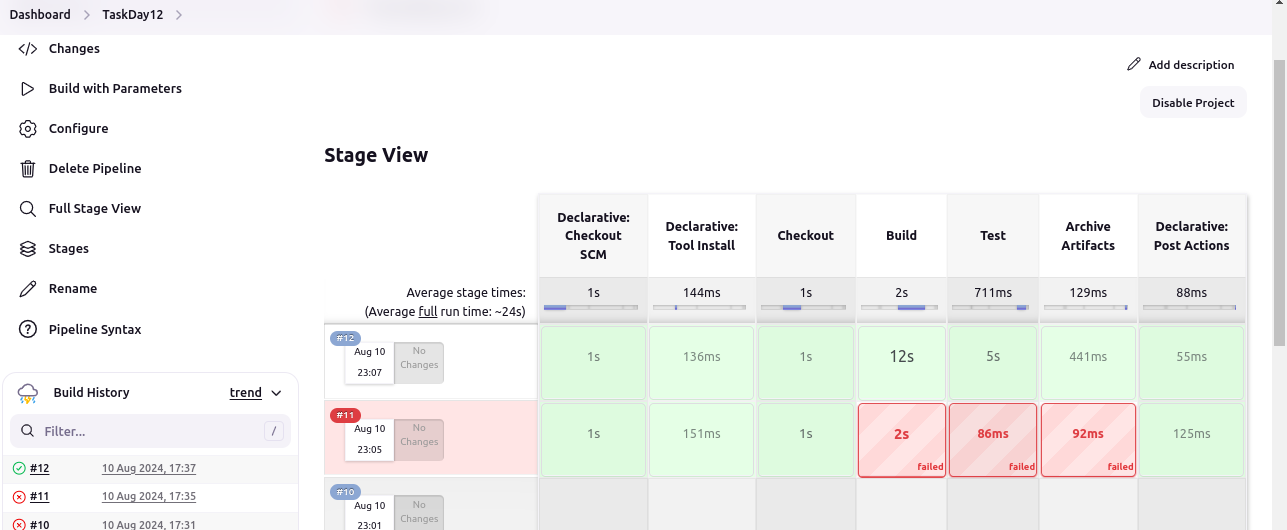 Dashboard > TaskDay12 >
Changes
Build with Parameters
Configure
Delete Pipeline
Full Stage View
Stages
Rename
Pipeline Syntax
Build History trend
Filter... /
#12 10 Aug 2024, 17:37
#11 10 Aug 2024, 17:35
#10 10 Aug 2024, 17:31
Add description
Disable Project
Stage View
Declarative: Checkout SCM
Declarative: Tool Install
Checkout
Build
Test
Archive Artifacts
Declarative: Post Actions
Average stage times:
(Average full run time: ~24s)
1s 144ms 1s 2s 711ms 129ms 88ms
#12
Aug 10
23:07
No
Changes
1s 136ms 1s 12s 5s 441ms 55ms
#11
Aug 10
23:05
No
Changes
1s 151ms 1s 2s 86ms 92ms 125ms
failed failed failed
#10
Aug 10
23:01
No
Changes